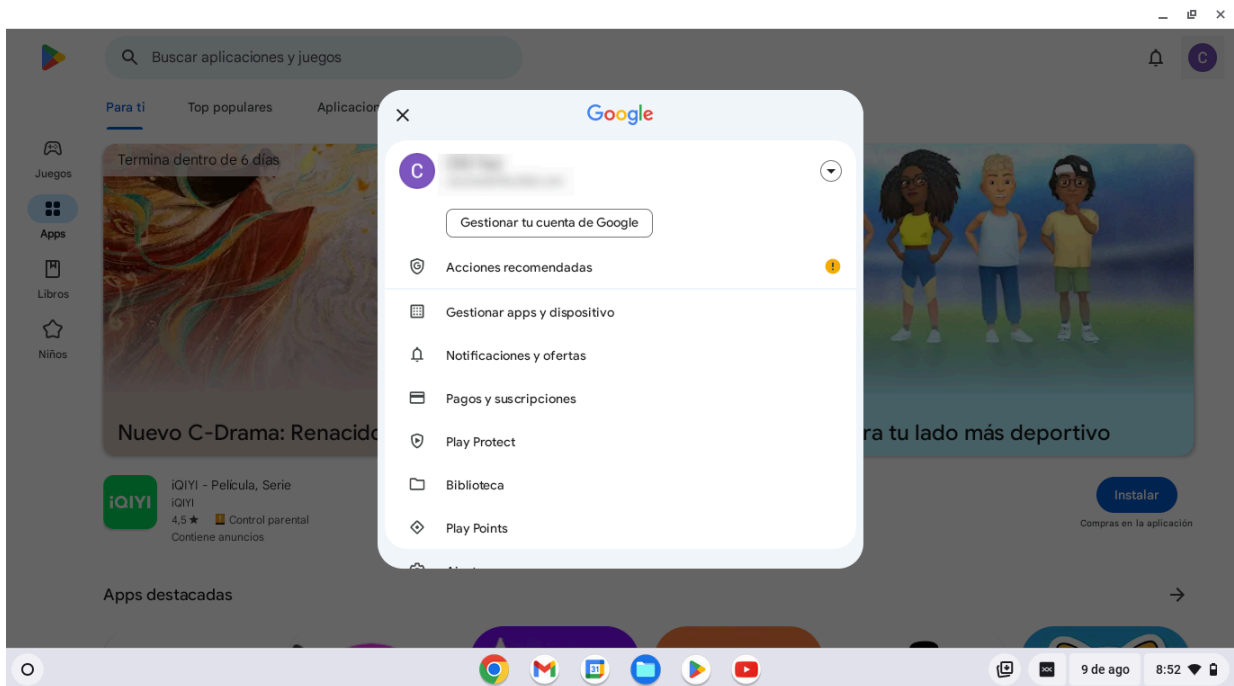 Buscar aplicaciones y juegos
C
Para ti
Top populares
Aplicacion
Google
Juegos
Apps
Libros
Niños
Termina dentro de 6 días
C
Gestionar tu cuenta de Google
Acciones recomendadas
Gestionar apps y dispositivo
Notificaciones y ofertas
Pagos y suscripciones
Play Protect
Biblioteca
Play Points
Nuevo C-Drama: Renacido
ra tu lado más deportivo
iQIYI
iQIYI - Película, Serie
iQIYI
4,5 ★ Control parental
Contiene anuncios
Instalar
Compras en la aplicación
Apps destacadas
31
9 de ago
8:52